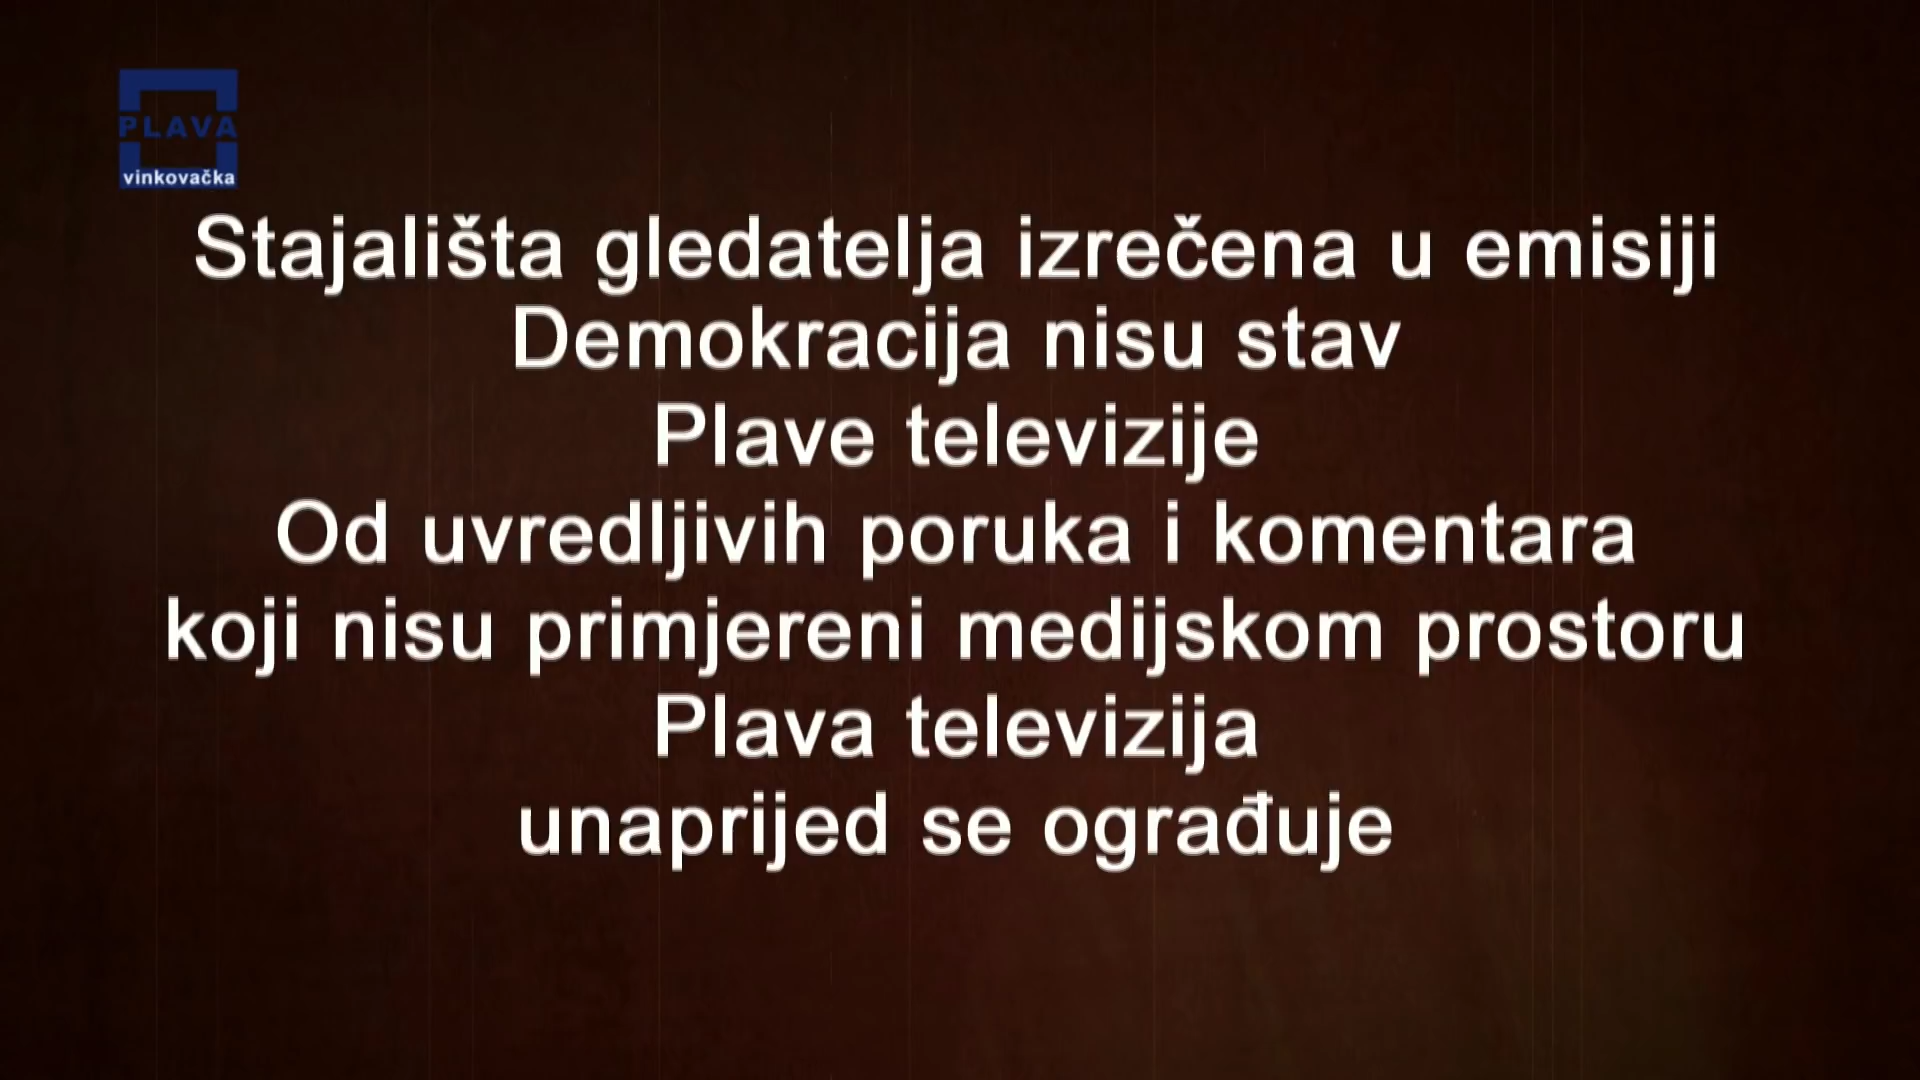 PLAVA
vinkovačka
Stajališta gledatelja izrečena u emisiji
Demokracija nisu stav
Plave televizije
Od uvredljivih poruka i komentara
koji nisu primjereni medijskom prostoru
Plava televizija
unaprijed se ograđuje